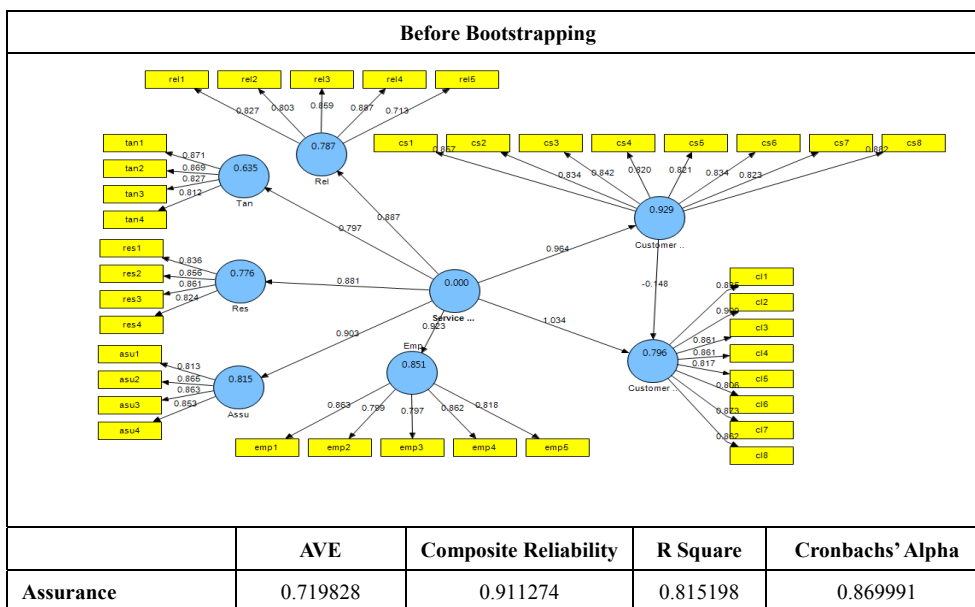 Before Bootstrapping
rel1 rel2 rel3 rel4 rel5
0.827 0.803 0.859 0.887 0.713
0.787
Rel
tan1
tan2
tan3
tan4
0.871
0.869
0.827
0.812
0.635
Tan
cs1 cs2 cs3 cs4 cs5 cs6 cs7 cs8
0.834 0.842 0.820 0.821 0.834 0.823
0.929
Customer ..
0.887
0.797
0.964
res1
res2
res3
res4
0.836
0.861
0.824
0.776
Res
0.881
0.000
Service ...
-0.148
1.034
0.903
0.923
cl1
cl2
cl3
cl4
cl5
cl6
cl7
cl8
0.861
0.861
0.817
0.806
0.873
0.862
0.796
Customer ..
asu1
asu2
asu3
asu4
0.813
0.863
0.853
0.815
Assu
Emp
0.851
0.863 0.799 0.797 0.862 0.818
emp1 emp2 emp3 emp4 emp5
AVE Composite Reliability R Square Cronbachs' Alpha
Assurance 0.719828 0.911274 0.815198 0.869991